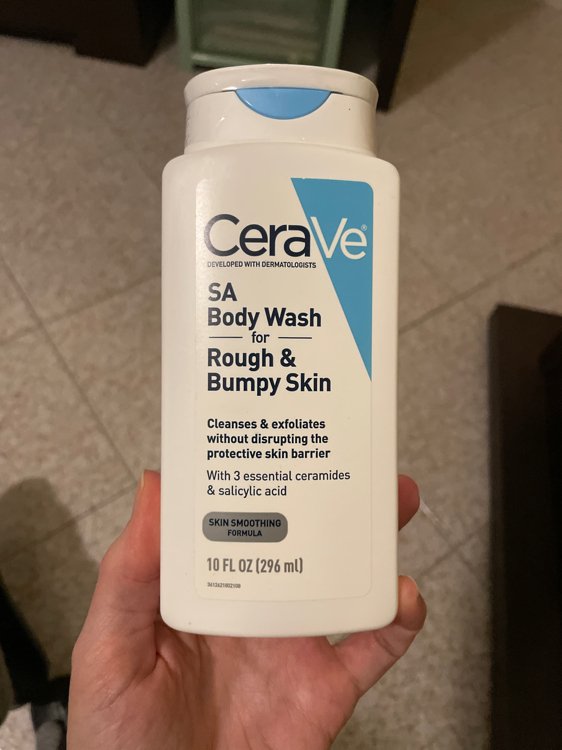 CeraVe®
DEVELOPED WITH DERMATOLOGISTS
SA
Body Wash
for
Rough &
Bumpy Skin
Cleanses & exfoliates
without disrupting the
protective skin barrier
With 3 essential ceramides
& salicylic acid
SKIN SMOOTHING
FORMULA
10 FL OZ (296 ml)